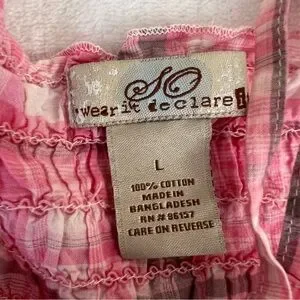 SO
wear it declare it
L
100% COTTON
MADE IN
BANGLADESH
RN# 96157
CARE ON REVERSE